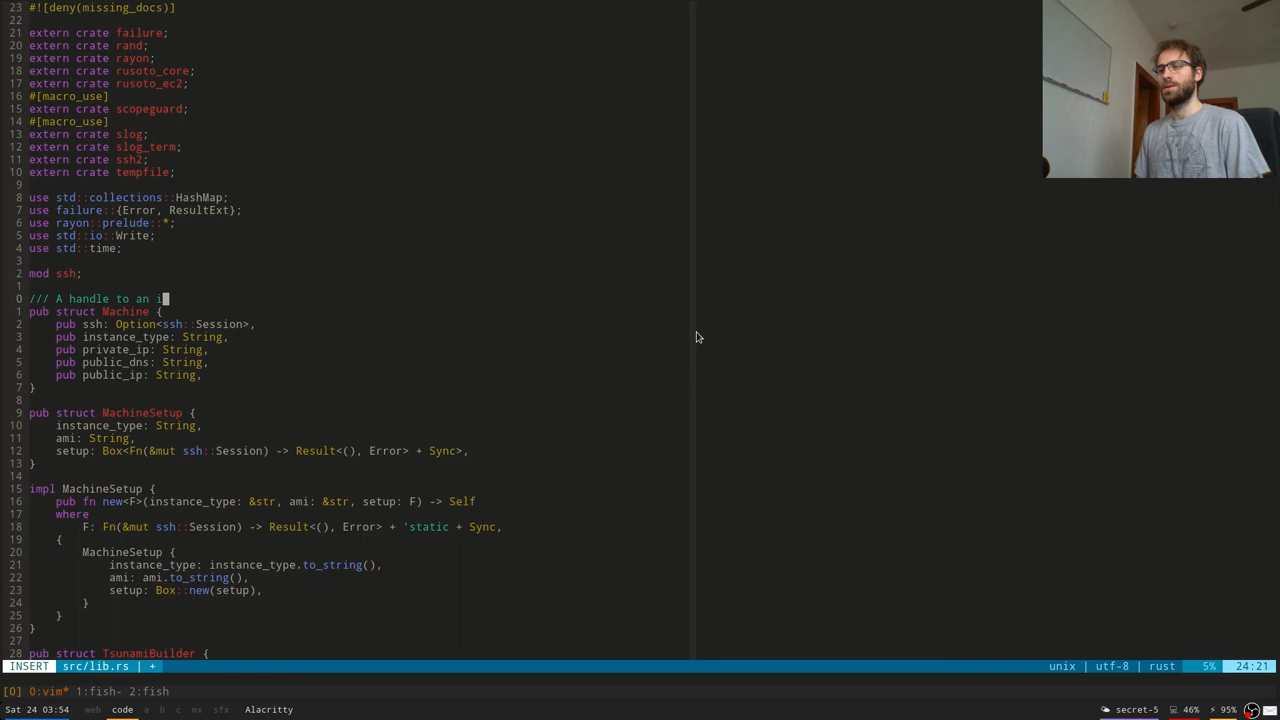 23 #![deny(missing_docs)]
22
21 extern crate failure;
20 extern crate rand;
19 extern crate rayon;
18 extern crate rusoto_core;
17 extern crate rusoto_ec2;
16 #[macro_use]
15 extern crate scopeguard;
14 #[macro_use]
13 extern crate slog;
12 extern crate slog_term;
11 extern crate ssh2;
10 extern crate tempfile;
9
8 use std::collections::HashMap;
7 use failure::{Error, ResultExt};
6 use rayon::prelude::*;
5 use std::io::Write;
4 use std::time;
3
2 mod ssh;
1
0 /// A handle to an i
1 pub struct Machine {
2 pub ssh: Option<ssh::Session>,
3 pub instance_type: String,
4 pub private_ip: String,
5 pub public_dns: String,
6 pub public_ip: String,
7 }
8
9 pub struct MachineSetup {
10 instance_type: String,
11 ami: String,
12 setup: Box<Fn(&mut ssh::Session) -> Result<(), Error> + Sync>,
13 }
14
15 impl MachineSetup {
16 pub fn new<F>(instance_type: &str, ami: &str, setup: F) -> Self
17 where
18 F: Fn(&mut ssh::Session) -> Result<(), Error> + 'static + Sync,
19 {
20 MachineSetup {
21 instance_type: instance_type.to_string(),
22 ami: ami.to_string(),
23 setup: Box::new(setup),
24 }
25 }
26 }
27
28 pub struct TsunamiBuilder {
INSERT src/lib.rs | + unix | utf-8 | rust 5% 24:21
[0] 0:vim* 1:fish- 2:fish
Sat 24 03:54 web code a b c mx sfx Alacritty secret-5 46% 95%